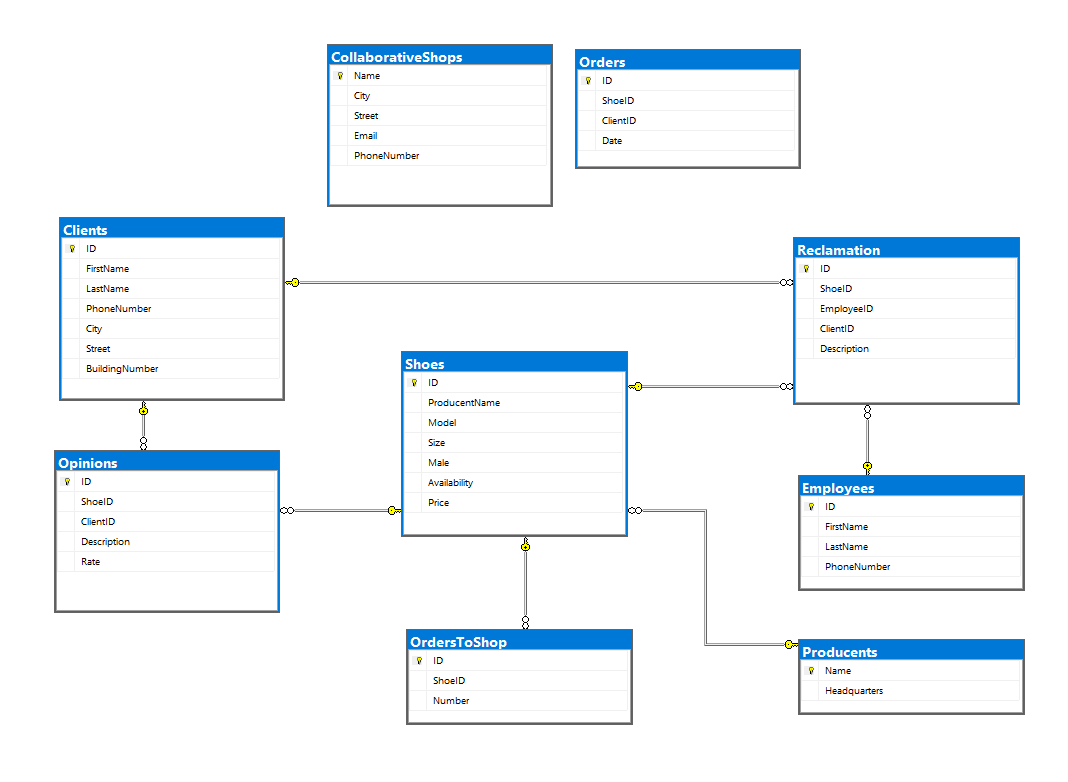 CollaborativeShops
Name
City
Street
Email
PhoneNumber
Orders
ID
ShoeID
ClientID
Date
Clients
ID
FirstName
LastName
PhoneNumber
City
Street
BuildingNumber
Reclamation
ID
ShoeID
EmployeeID
ClientID
Description
Shoes
ID
ProducentName
Model
Size
Male
Availability
Price
Opinions
ID
ShoeID
ClientID
Description
Rate
Employees
ID
FirstName
LastName
PhoneNumber
OrdersToShop
ID
ShoeID
Number
Producents
Name
Headquarters